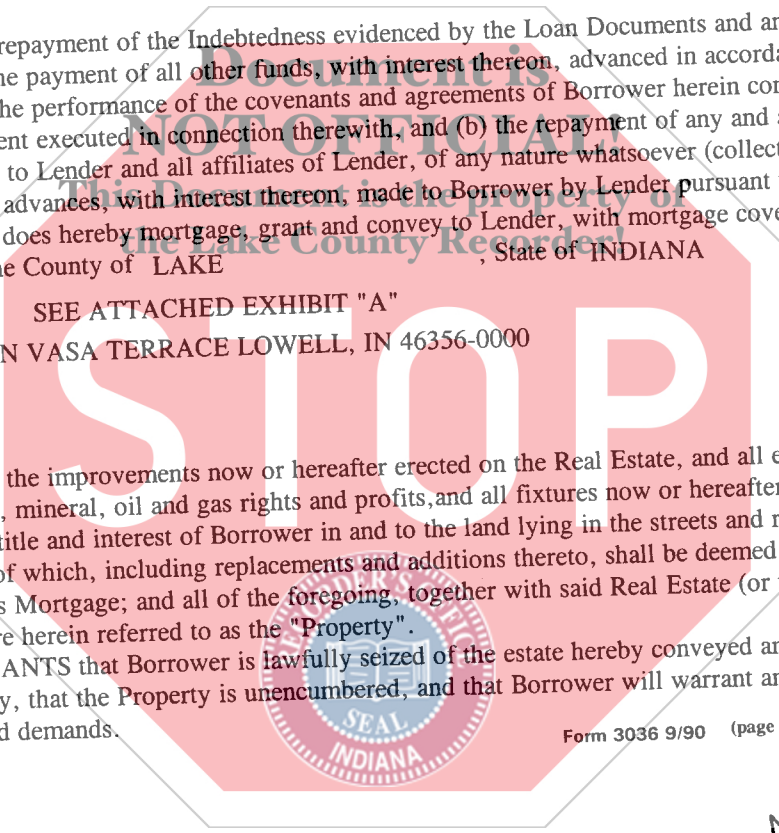 repayment of the Indebtedness evidenced by the Loan Documents and
payment of all other funds, with interest thereon, advanced in
the performance of the covenants and agreements of Borrower herein
executed in connection therewith, and (b) the repayment of any and
to Lender and all affiliates of Lender, of any nature whatsoever
advances, with interest thereon, made to Borrower by Lender pursuant
does hereby mortgage, grant and convey to Lender, with mortgage
County of LAKE , State of INDIANA
SEE ATTACHED EXHIBIT "A"
N VASA TERRACE LOWELL, IN 46356-0000
the improvements now or hereafter erected on the Real Estate, and all
, mineral, oil and gas rights and profits,and all fixtures now or hereafter
title and interest of Borrower in and to the land lying in the streets and
of which, including replacements and additions thereto, shall be deemed
Mortgage; and all of the foregoing, together with said Real Estate (or
herein referred to as the "Property".
ANTS that Borrower is lawfully seized of the estate hereby conveyed
that the Property is unencumbered, and that Borrower will warrant
demands.
Form 3036 9/90 (page
Document is
NOT OFFICIAL!
This Document is the property of
the Lake County Recorder!
STOP
RECORDER'S OFFICE
SEAL
INDIANA